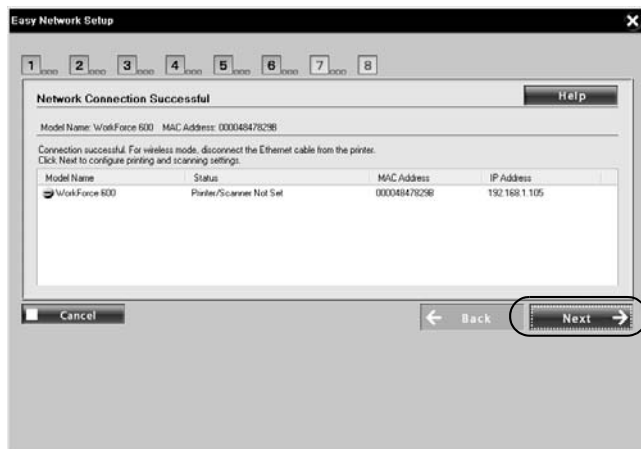 Easy Network Setup
1 2 3 4 5 6 7 8
Network Connection Successful
Help
Model Name: WorkForce 600 MAC Address: 00004847829B
Connection successful. For wireless mode, disconnect the Ethernet cable from the printer.
Click Next to configure printing and scanning settings.
Model Name Status MAC Address IP Address
WorkForce 600 Printer/Scanner Not Set 00004847829B 192.168.1.105
Cancel
Back
Next